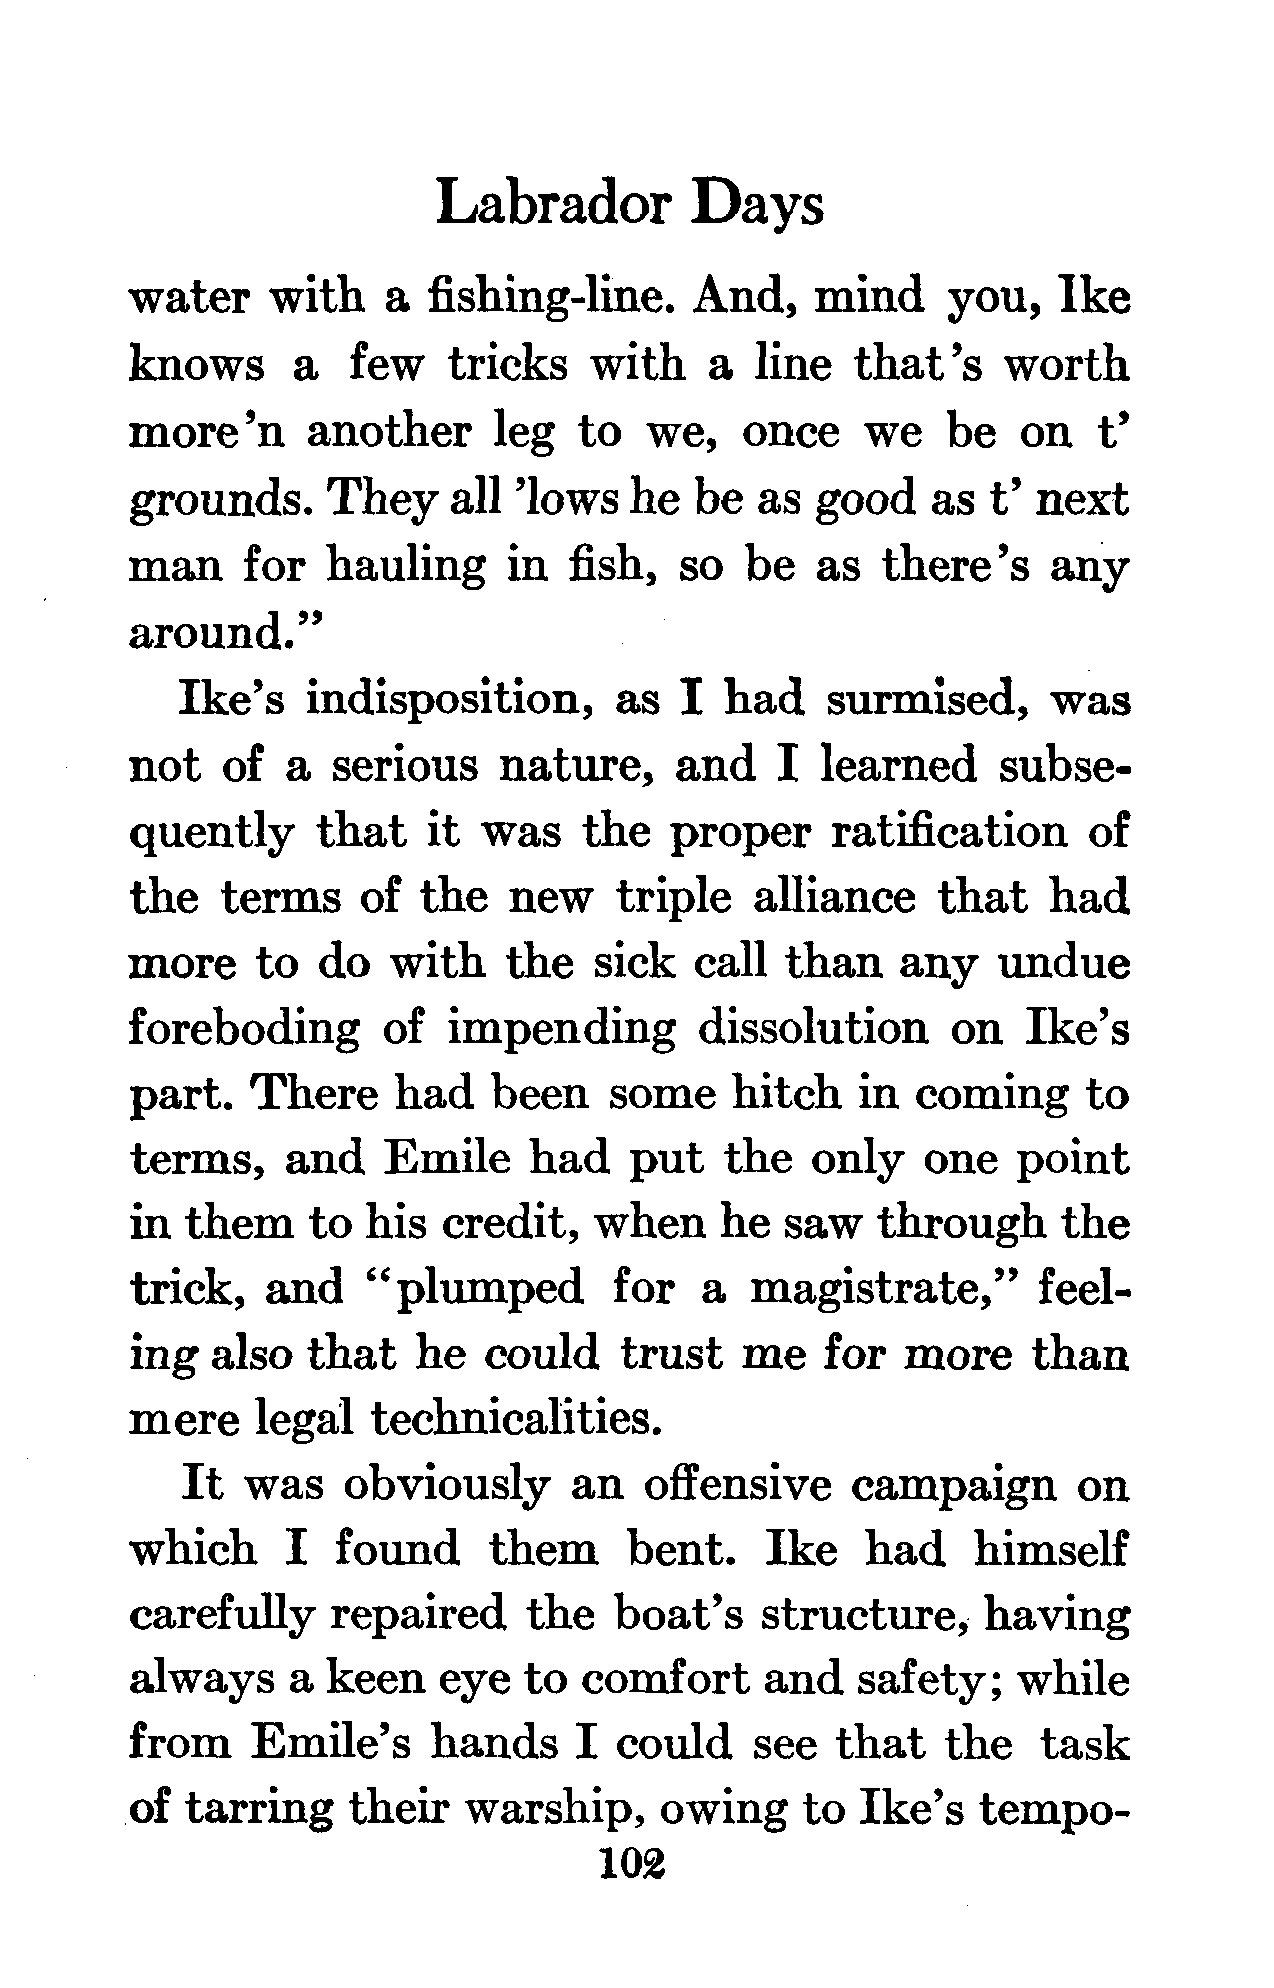 Labrador Days
water with a fishing-line. And, mind you, Ike
knows a few tricks with a line that's worth
more'n another leg to we, once we be on t'
grounds. They all 'lows he be as good as t' next
man for hauling in fish, so be as there's any
around.”
Ike's indisposition, as I had surmised, was
not of a serious nature, and I learned subse-
quently that it was the proper ratification of
the terms of the new triple alliance that had
more to do with the sick call than any undue
foreboding of impending dissolution on Ike's
part. There had been some hitch in coming to
terms, and Emile had put the only one point
in them to his credit, when he saw through the
trick, and “plumped for a magistrate,” feel-
ing also that he could trust me for more than
mere legal technicalities.
It was obviously an offensive campaign on
which I found them bent. Ike had himself
carefully repaired the boat's structure, having
always a keen eye to comfort and safety; while
from Emile's hands I could see that the task
of tarring their warship, owing to Ike's tempo-
102